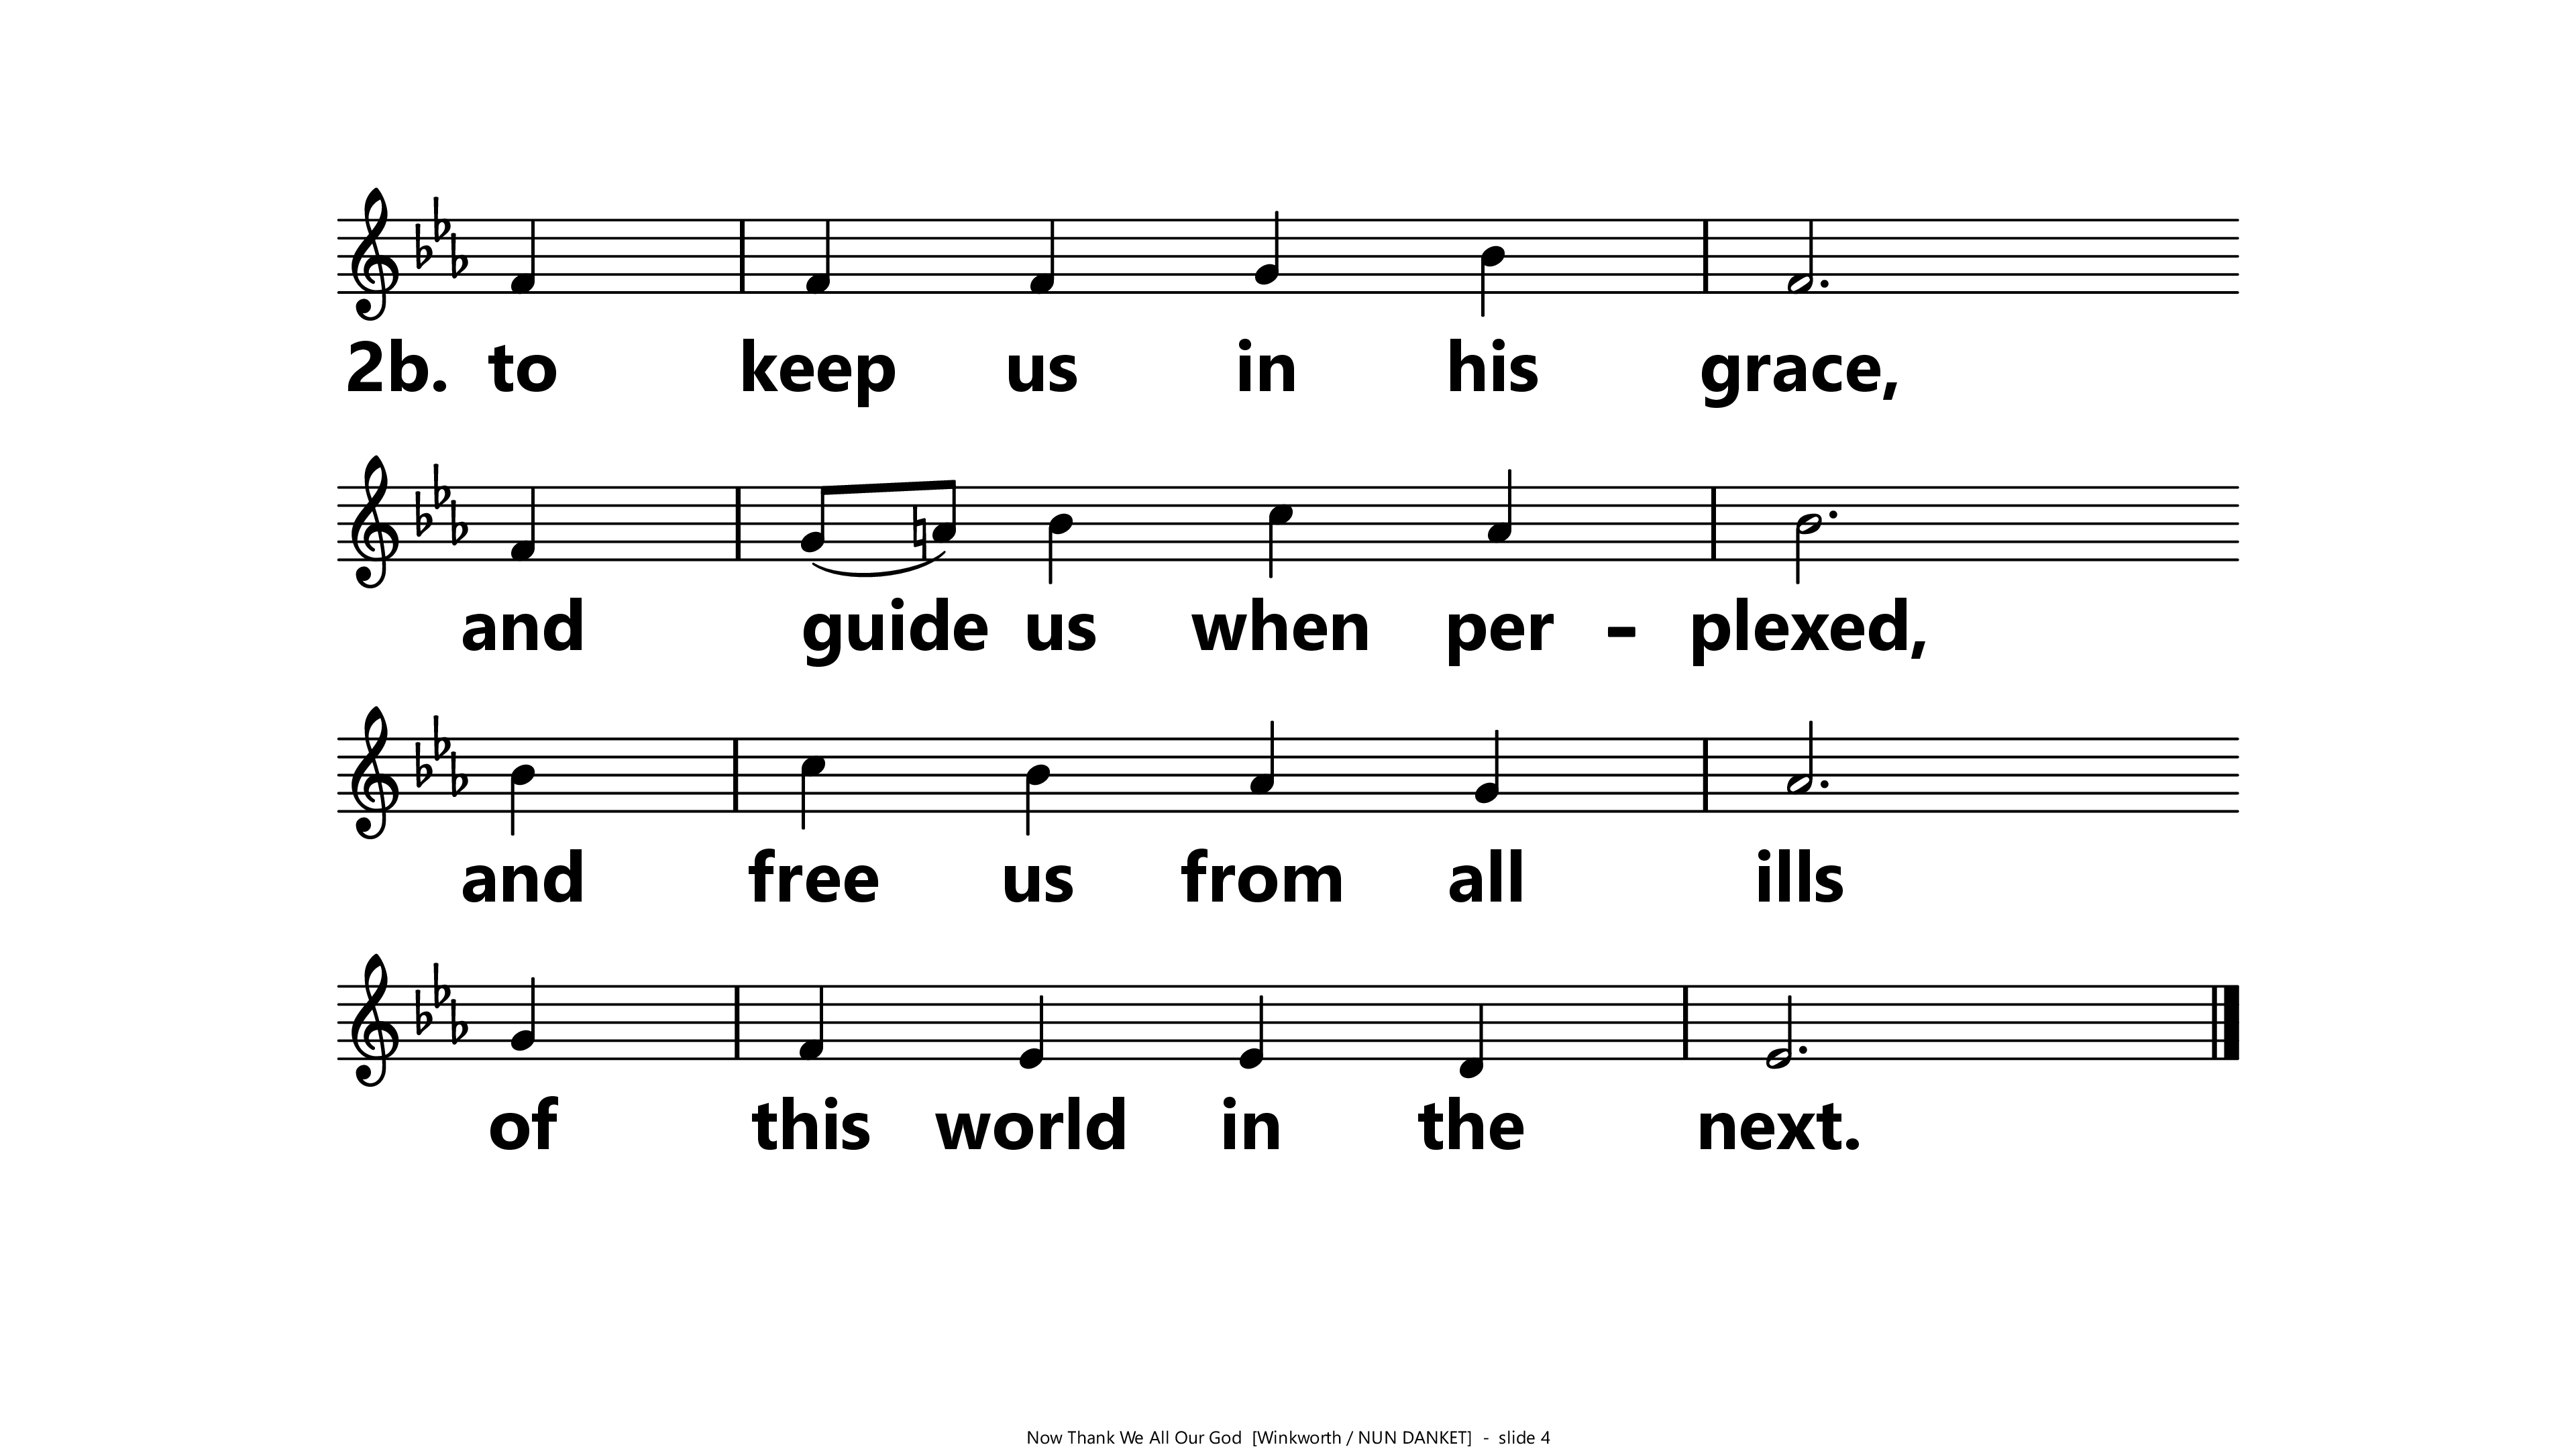 2b. to keep us in his grace,
and guide us when per - plexed,
and free us from all ills
of this world in the next.
Now Thank We All Our God [Winkworth / NUN DANKET] - slide 4